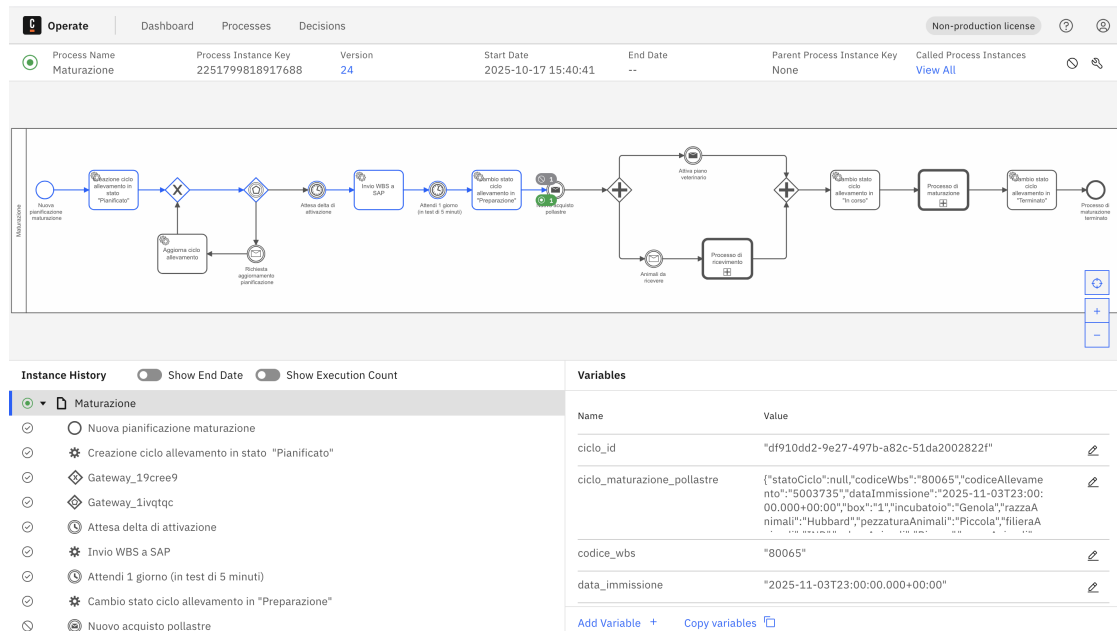 C Operate Dashboard Processes Decisions Non-production license
Process Name Process Instance Key Version Start Date End Date Parent Process Instance Key Called Process Instances
Maturazione 2251799818917688 24 2025-10-17 15:40:41 -- None View All
Maturazione
Nuova
pianificazione
maturazione
Creazione ciclo
allevamento in
stato
"Pianificato"
X
Aggiorna ciclo
allevamento
Richiesta
aggiornamento
pianificazione
Attesa delta di
attivazione
Invio WBS a
SAP
Attendi 1 giorno
(in test di 5 minuti)
Cambio stato
ciclo
allevamento in
"Preparazione"
1
1
acquisto
pollastre
Attiva piano
veterinario
Animali da
ricevere
Processo di
ricevimento
Cambio stato
ciclo
allevamento in
"In corso"
Processo di
maturazione
Cambio stato
ciclo
allevamento in
"Terminato"
Processo di
maturazione
terminato
+
−
Instance History Show End Date Show Execution Count
Maturazione
Nuova pianificazione maturazione
Creazione ciclo allevamento in stato "Pianificato"
Gateway_19cree9
Gateway_1ivqtqc
Attesa delta di attivazione
Invio WBS a SAP
Attendi 1 giorno (in test di 5 minuti)
Cambio stato ciclo allevamento in "Preparazione"
Nuovo acquisto pollastre
Variables
Name Value
ciclo_id "df910dd2-9e27-497b-a82c-51da2002822f"
ciclo_maturazione_pollastre {"statoCiclo":null,"codiceWbs":"80065","codiceAllevame
nto":"5003735","dataImmissione":"2025-11-03T23:00:
00.000+00:00","box":"1","incubatoio":"Genola","razzaA
nimali":"Hubbard","pezzaturaAnimali":"Piccola","filieraA
codice_wbs "80065"
data_immissione "2025-11-03T23:00:00.000+00:00"
Add Variable + Copy variables